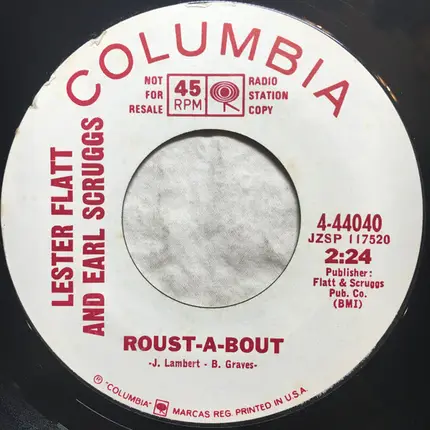 COLUMBIA
NOT FOR RESALE
45 RPM
RADIO STATION COPY
LESTER FLATT
AND EARL SCRUGGS
4-44040
JZSP 117520
2:24
Publisher:
Flatt & Scruggs
Pub. Co.
(BMI)
ROUST-A-BOUT
-J. Lambert - B. Graves-
℗ "COLUMBIA" MARCAS REG. PRINTED IN U.S.A.